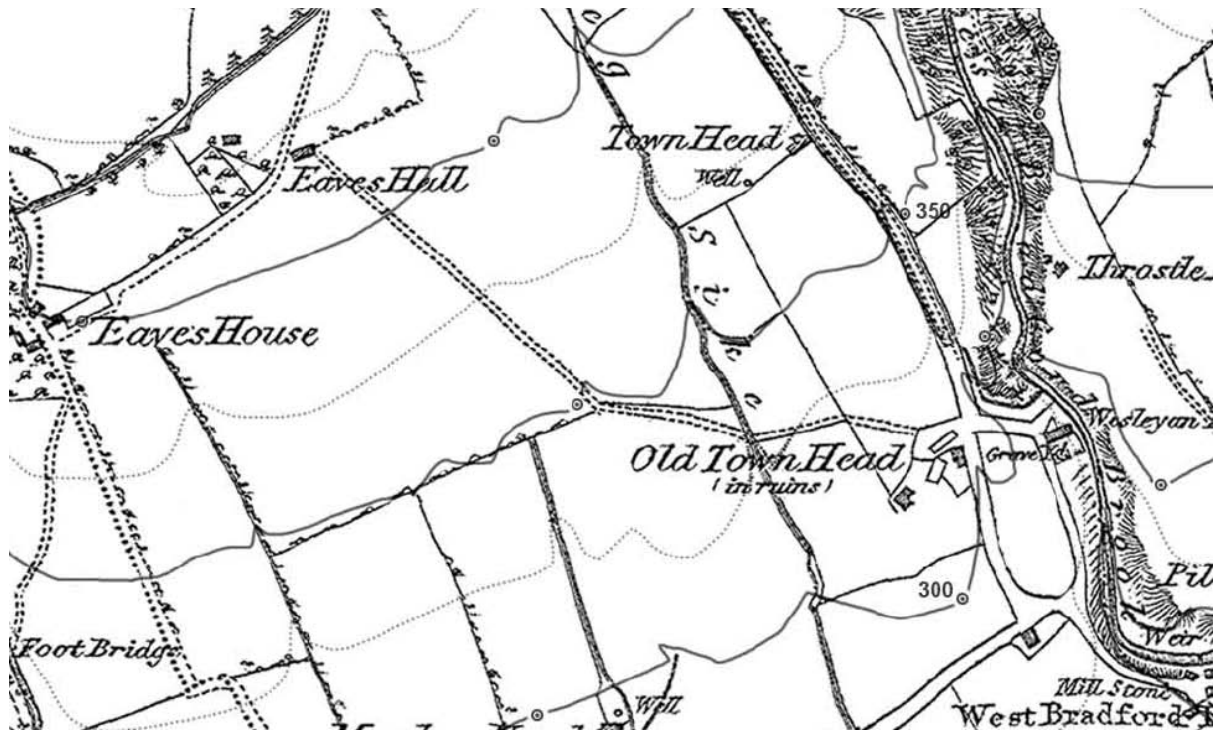 Town Head
Well
Eaves Hall
350
Throstle
Eaves House
Wesleyan
Old Town Head
(in ruins)
Grave Yd.
300
Pil
Foot Bridge
Weir
Well
Mill Stone
West Bradford